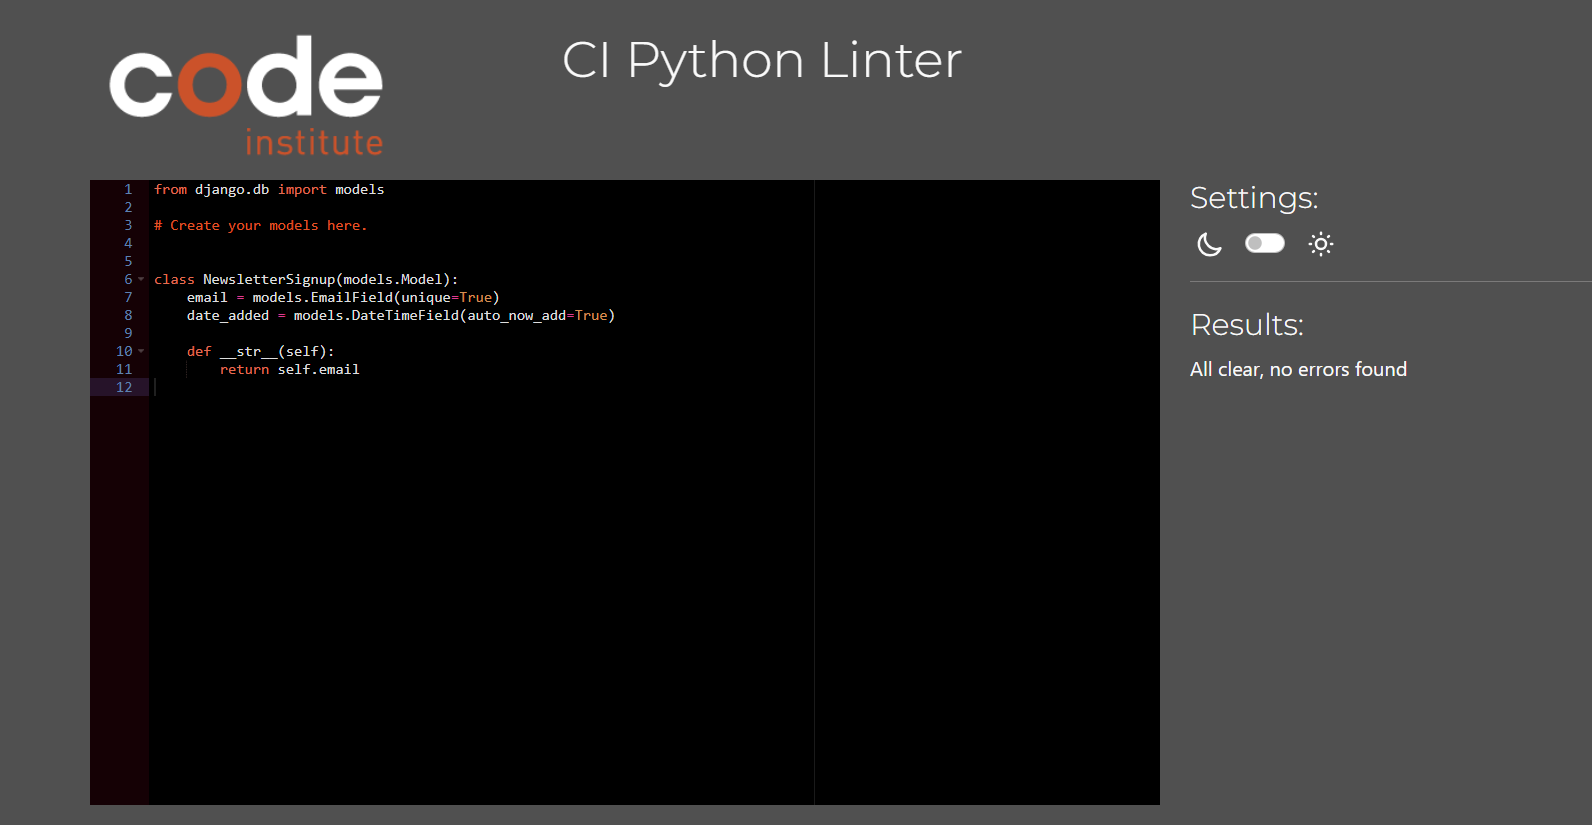 code
institute
CI Python Linter
1 from django.db import models
2
3 # Create your models here.
4
5
6 class NewsletterSignup(models.Model):
7     email = models.EmailField(unique=True)
8     date_added = models.DateTimeField(auto_now_add=True)
9
10     def __str__(self):
11         return self.email
12
Settings:
Results:
All clear, no errors found